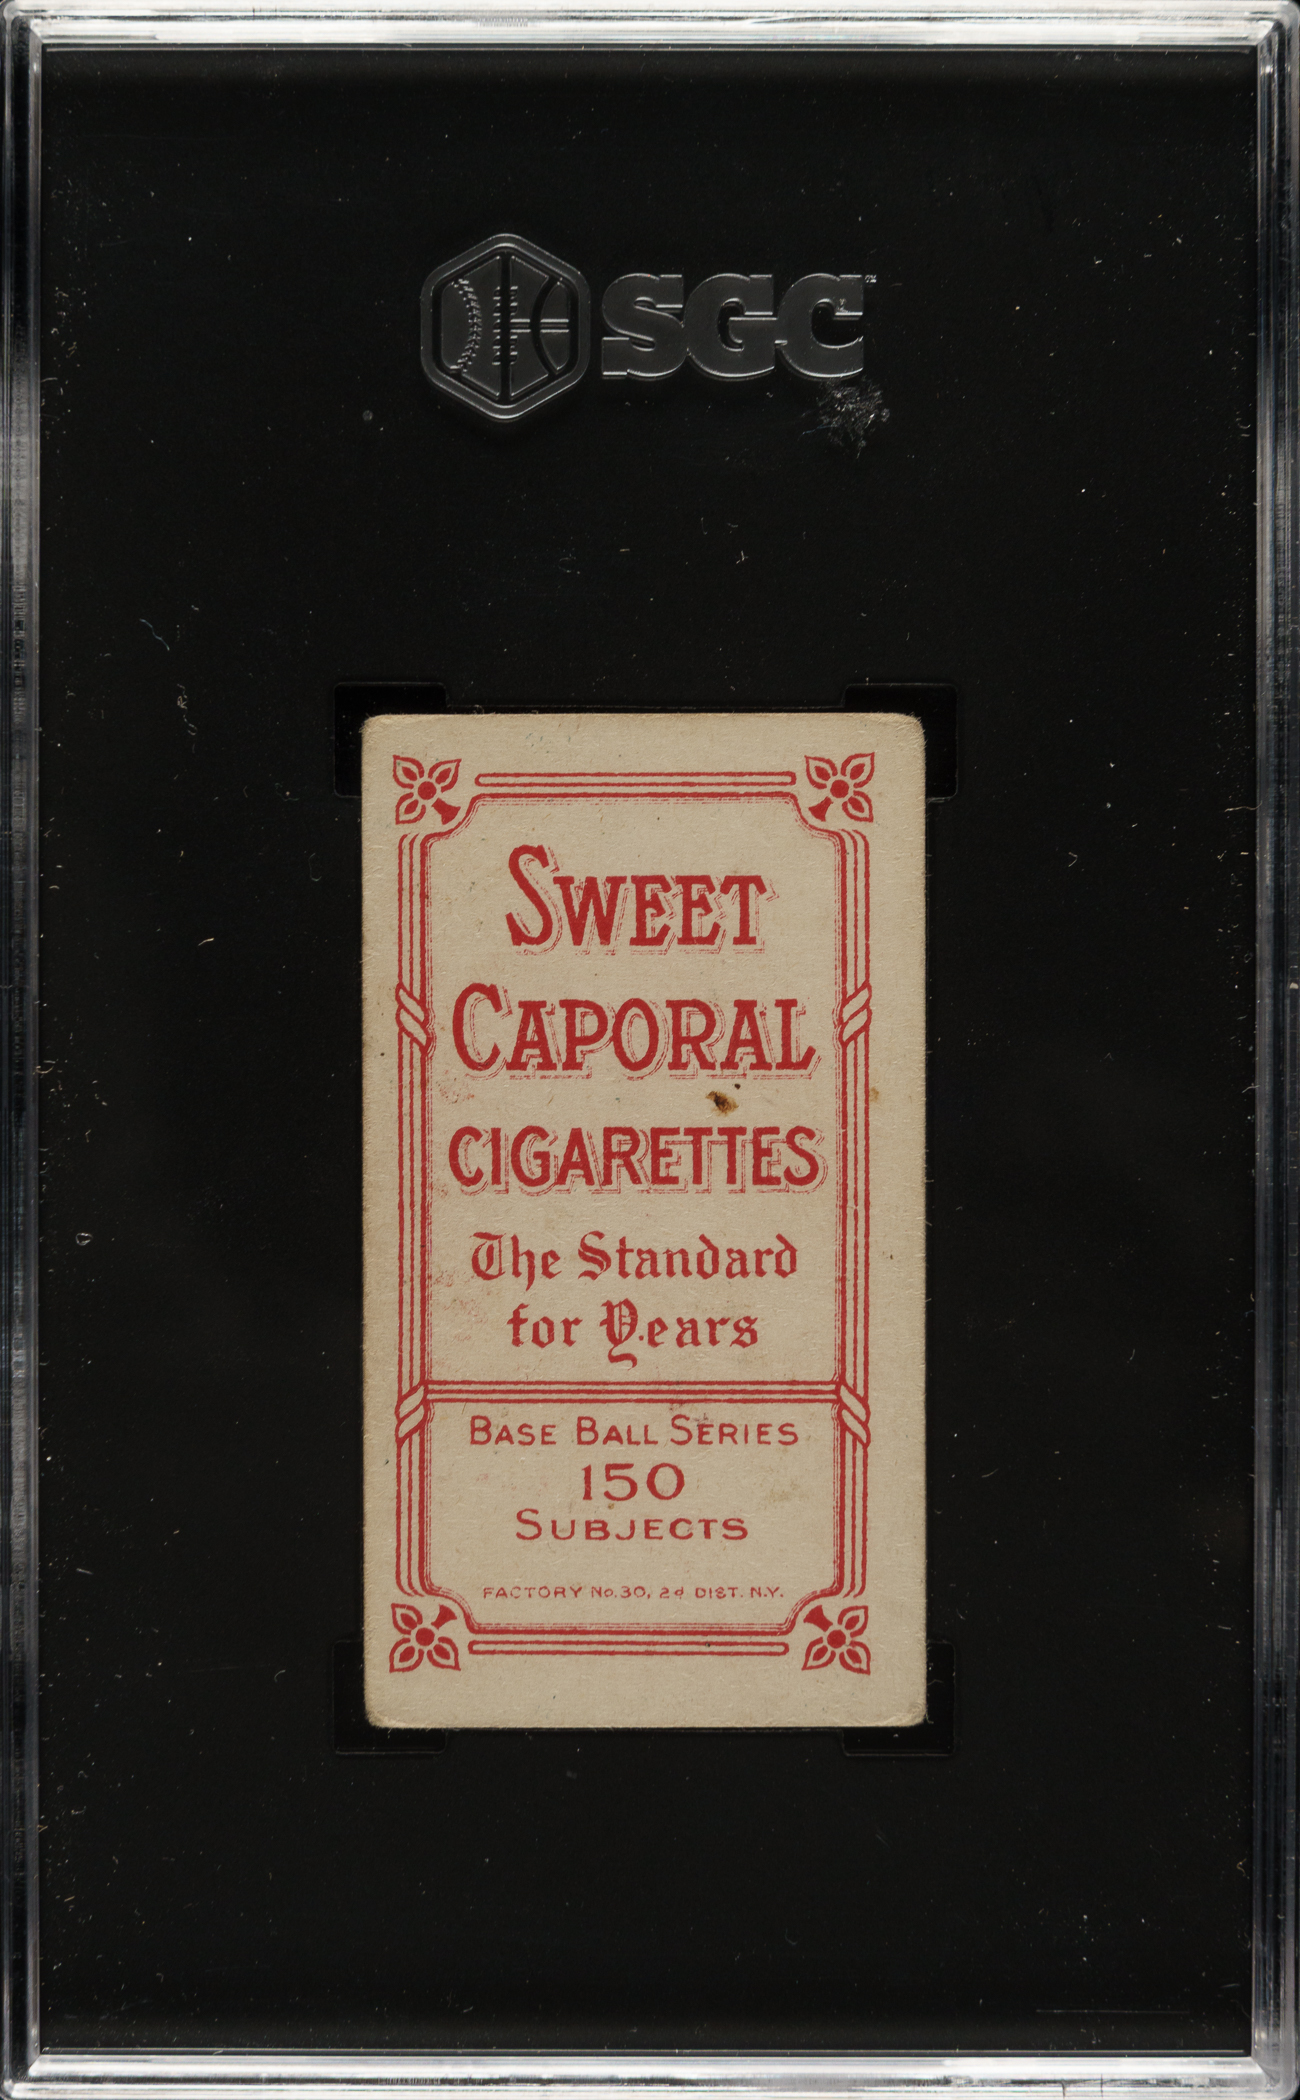 SGC
SWEET
CAPORAL
CIGARETTES
The Standard
for Years
BASE BALL SERIES
150
SUBJECTS
FACTORY No.30, 2d DIST. N.Y.